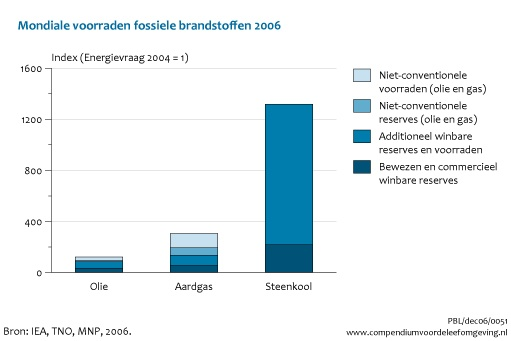 Mondiale voorraden fossiele brandstoffen 2006
Index (Energievraag 2004 = 1)
1600
1200
800
400
0
Olie
Aardgas
Steenkool
Niet-conventionele
voorraden (olie en gas)
Niet-conventionele
reserves (olie en gas)
Additioneel winbare
reserves en voorraden
Bewezen en commercieel
winbare reserves
PBL/dec06/0051
Bron: IEA, TNO, MNP, 2006.
www.compendiumvoordeleefomgeving.nl